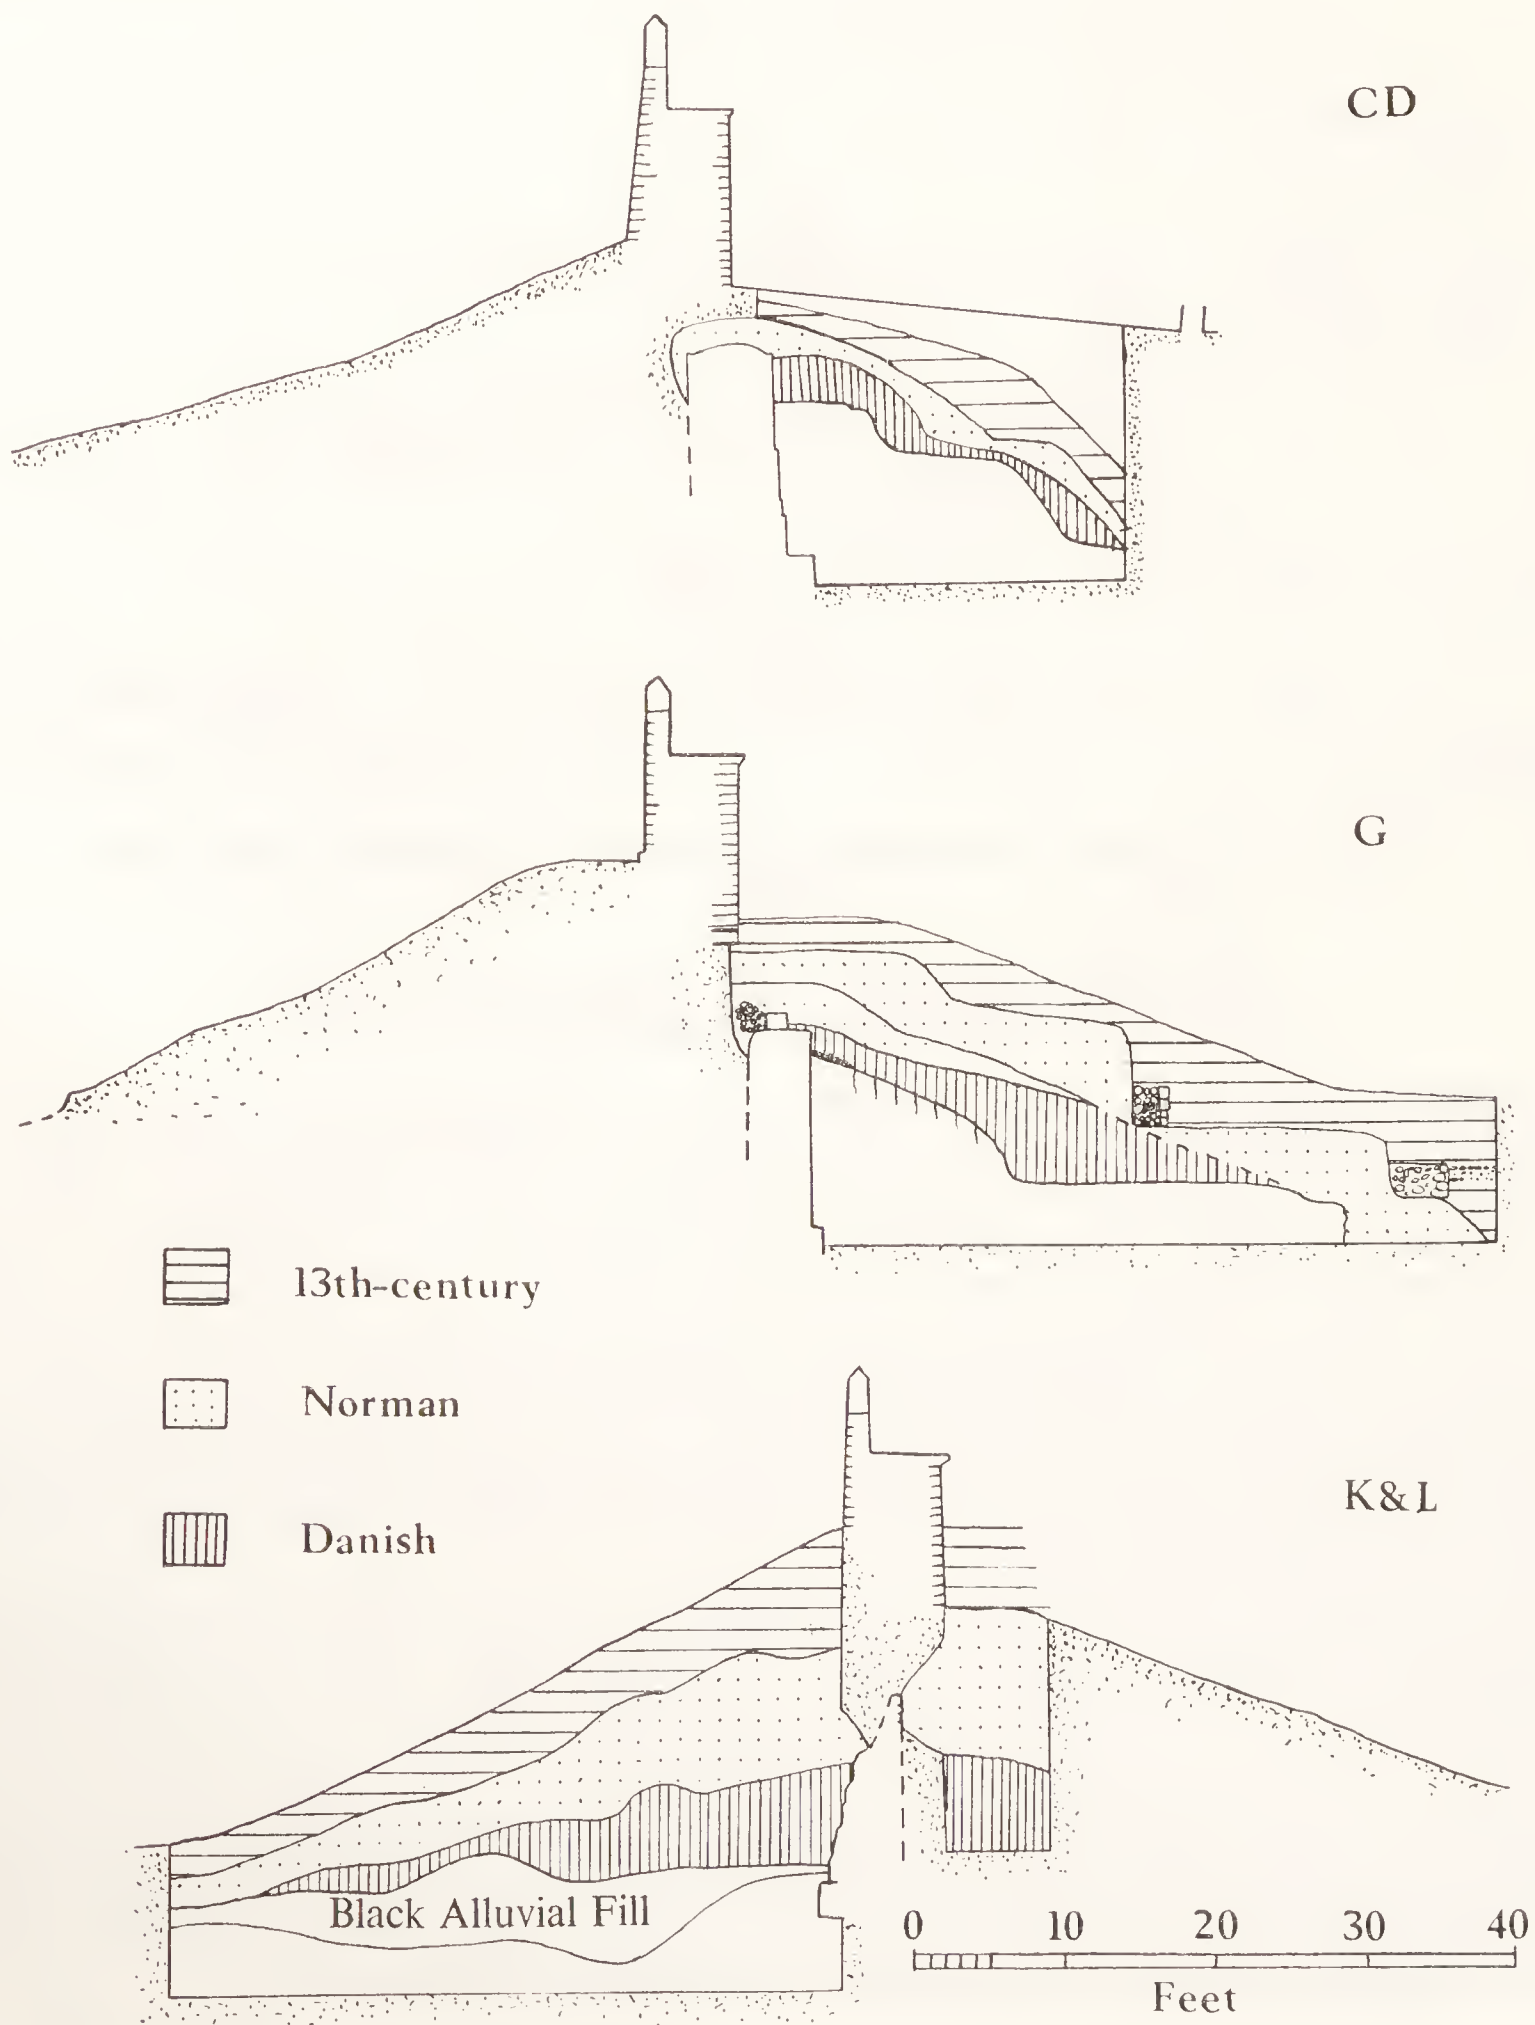 CD
G
13th-century
Norman
Danish
K&L
Black Alluvial Fill
0 10 20 30 40
Feet